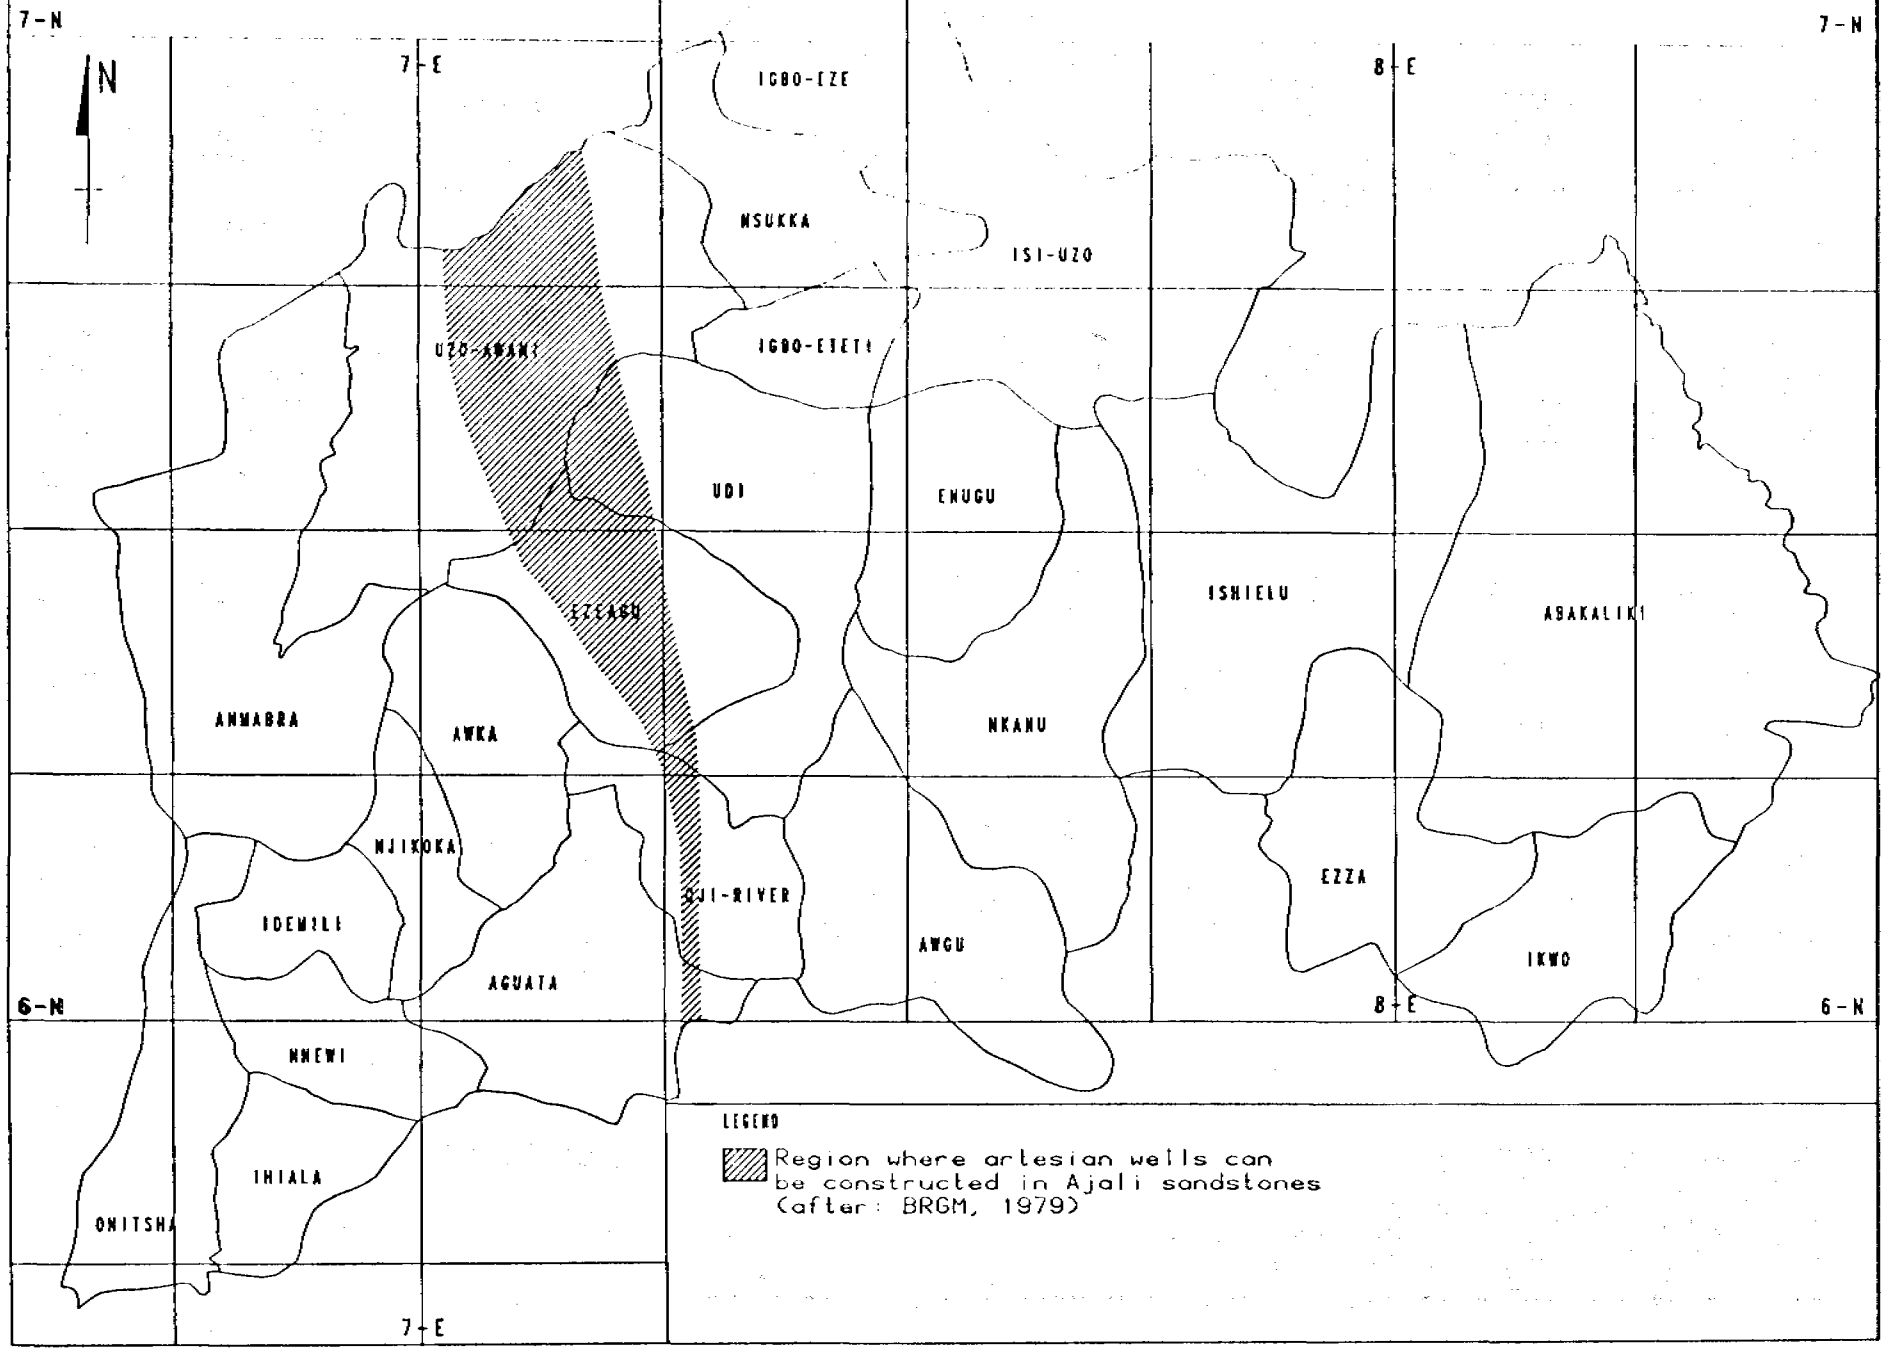 7-N
7-N
N
7-E
8-E
IGBO-EZE
NSUKKA
ISI-UZO
UZO-AWANI
IGBO-ETETI
UDI
ENUGU
ISHIELU
EZEAGU
ABAKALIKI
ANMABRA
AWKA
NKANU
NJIKOKA
EZZA
OJI-RIVER
IDEMILI
AWGU
IKWO
AGUATA
6-N
8-E
6-N
NNEWI
LEGEND
Region where artesian wells can
be constructed in Ajali sandstones
(after: BRGM, 1979)
IHIALA
ONITSHA
7-E